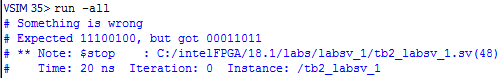 VSIM 35> run -all
# Something is wrong
# Expected 11100100, but got 00011011
# ** Note: $stop    : C:/intelFPGA/18.1/labs/labsv_1/tb2_labsv_1.sv(48)
#    Time: 20 ns  Iteration: 0  Instance: /tb2_labsv_1